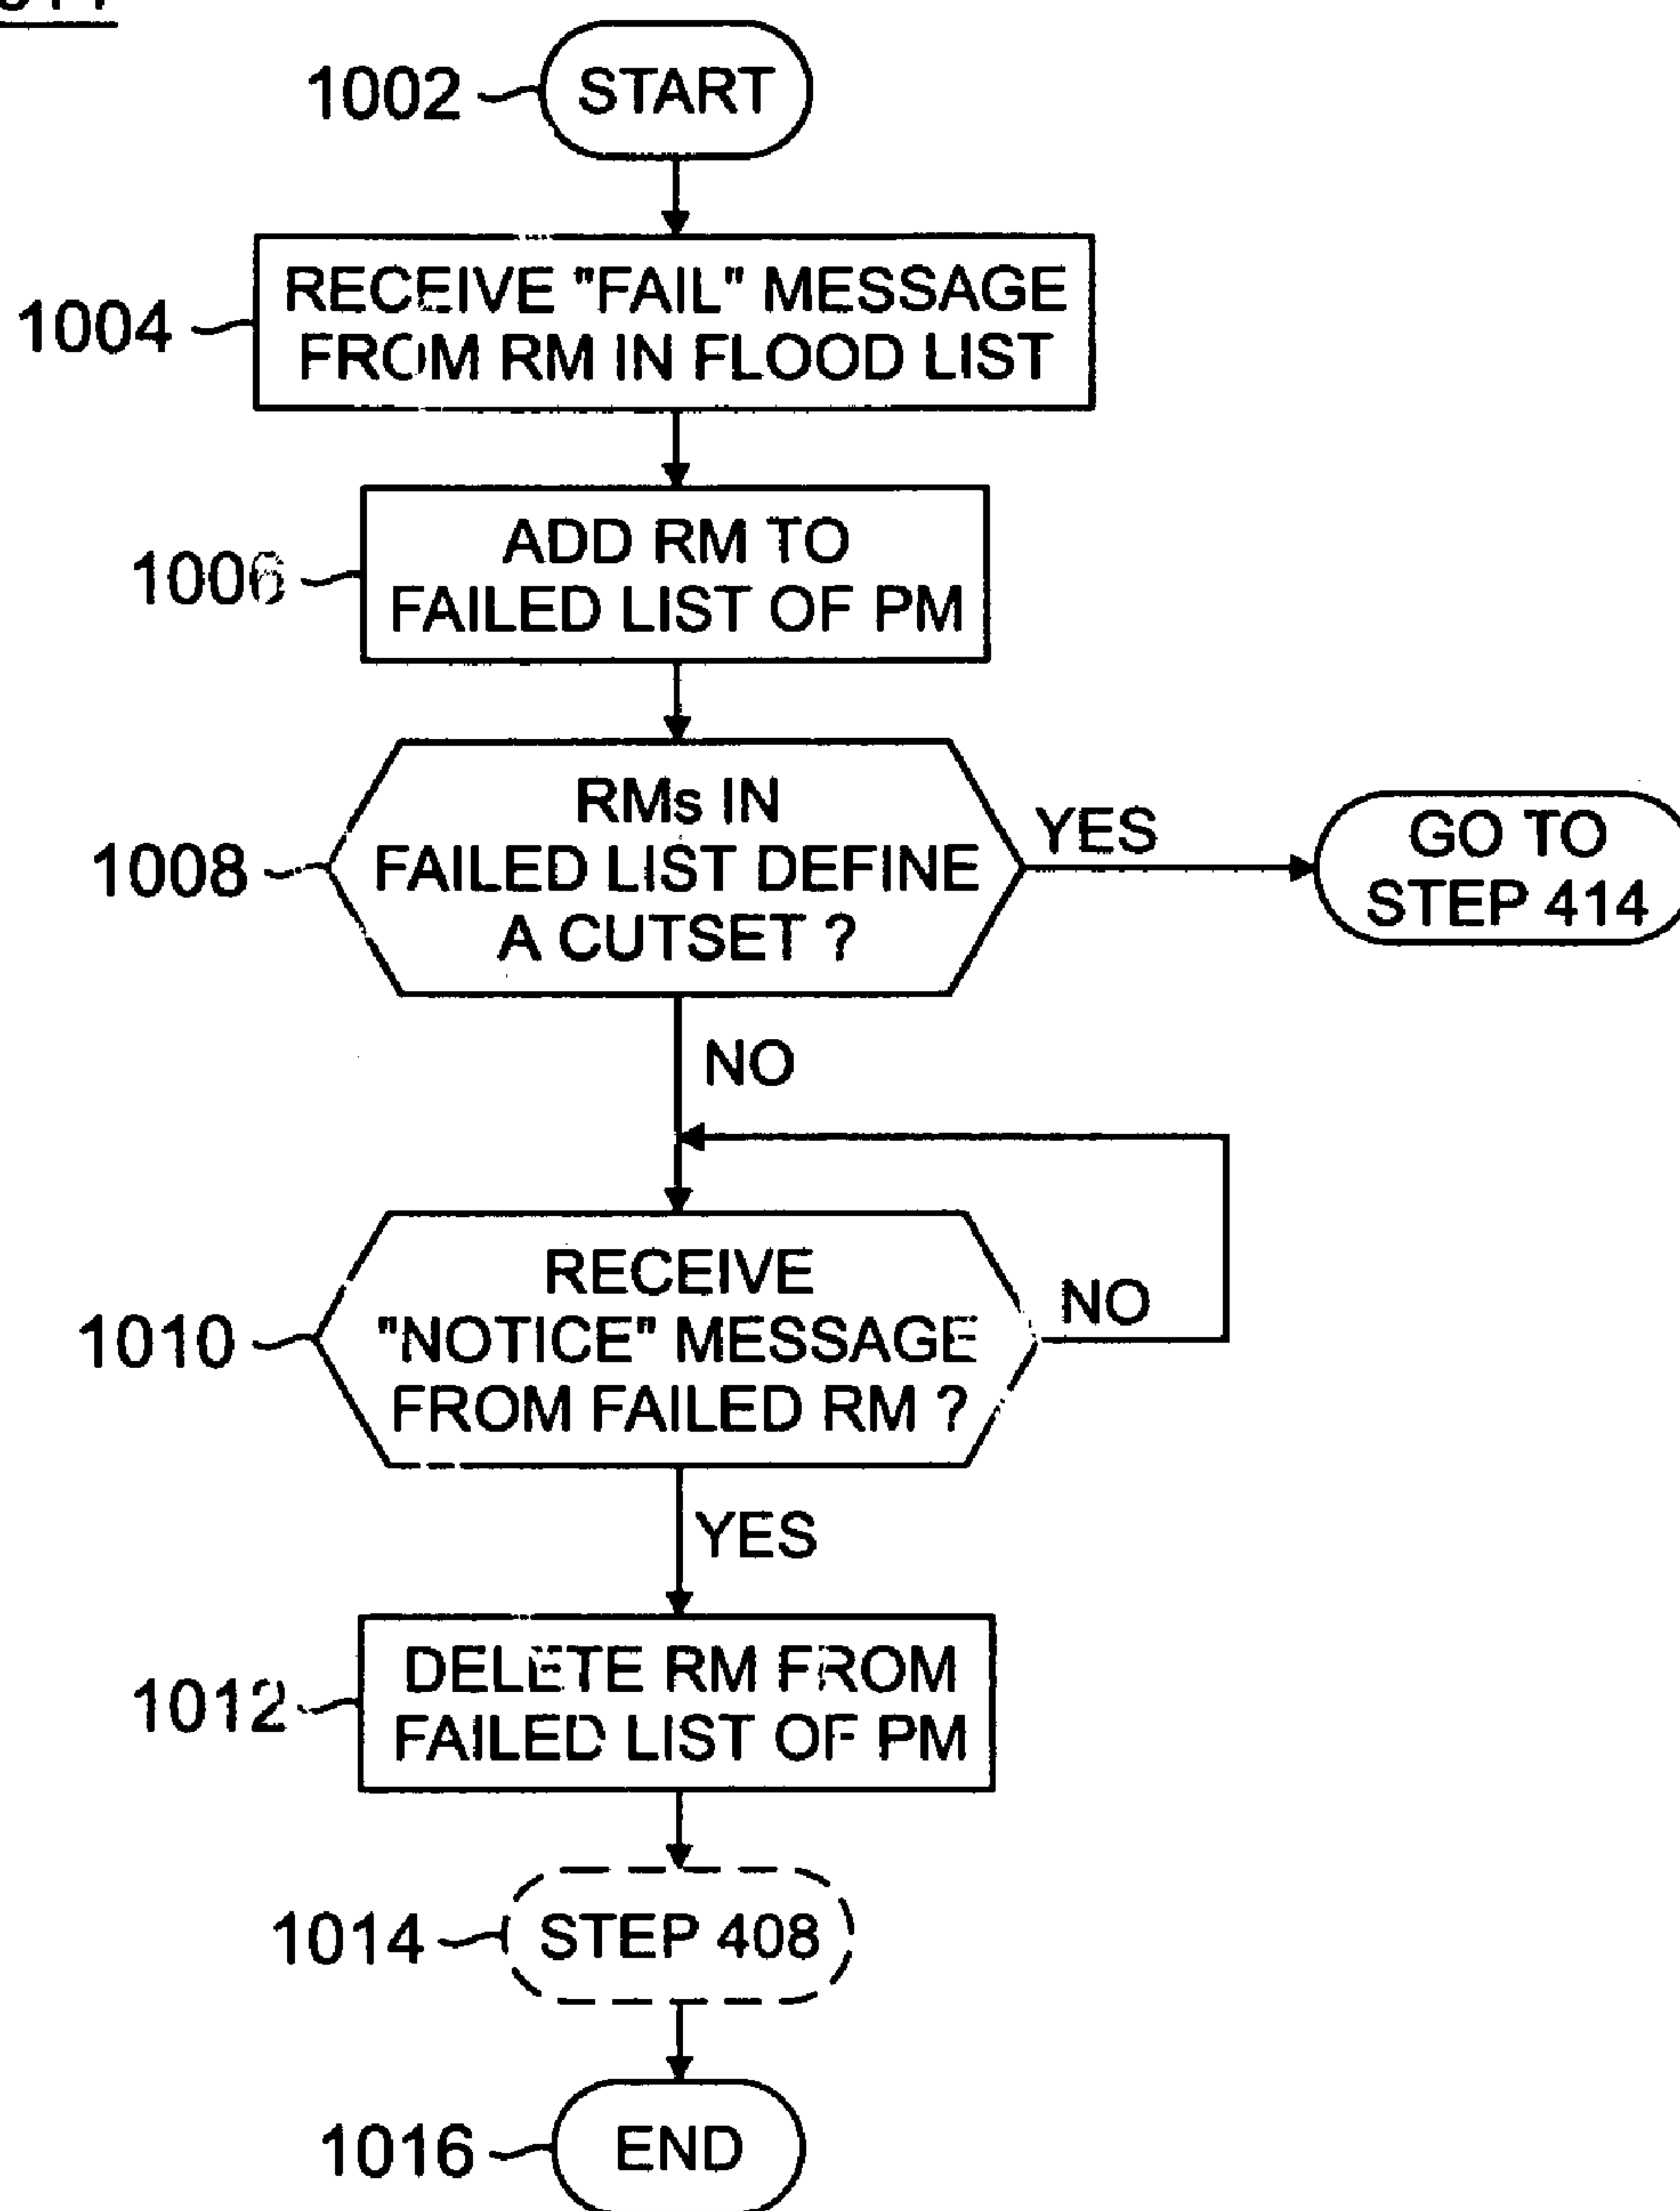 1002
START
1004
RECEIVE "FAIL" MESSAGE
FROM RM IN FLOOD LIST
1006
ADD RM TO
FAILED LIST OF PM
1008
RMs IN
FAILED LIST DEFINE
A CUTSET ?
YES
GO TO
STEP 414
NO
1010
RECEIVE
"NOTICE" MESSAGE
FROM FAILED RM ?
NO
YES
1012
DELETE RM FROM
FAILED LIST OF PM
1014
STEP 408
1016
END